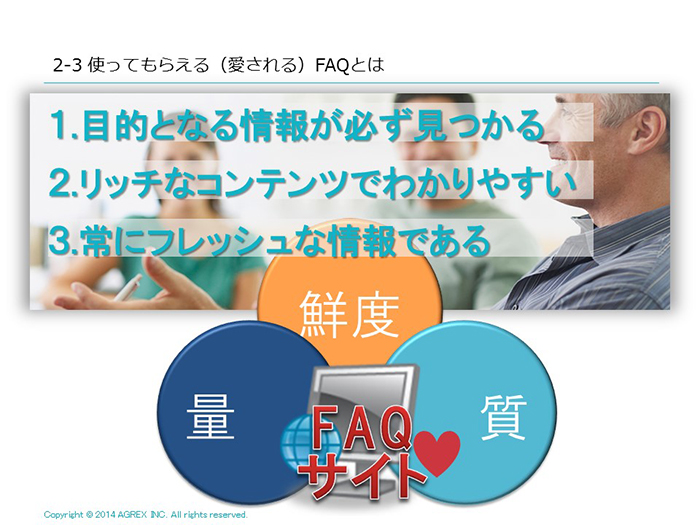 2-3 使ってもらえる（愛される）FAQとは
1.目的となる情報が必ず見つかる
2.リッチなコンテンツでわかりやすい
3.常にフレッシュな情報である
鮮度
量
質
FAQ
サイト
Copyright © 2014 AGREX INC. All rights reserved.